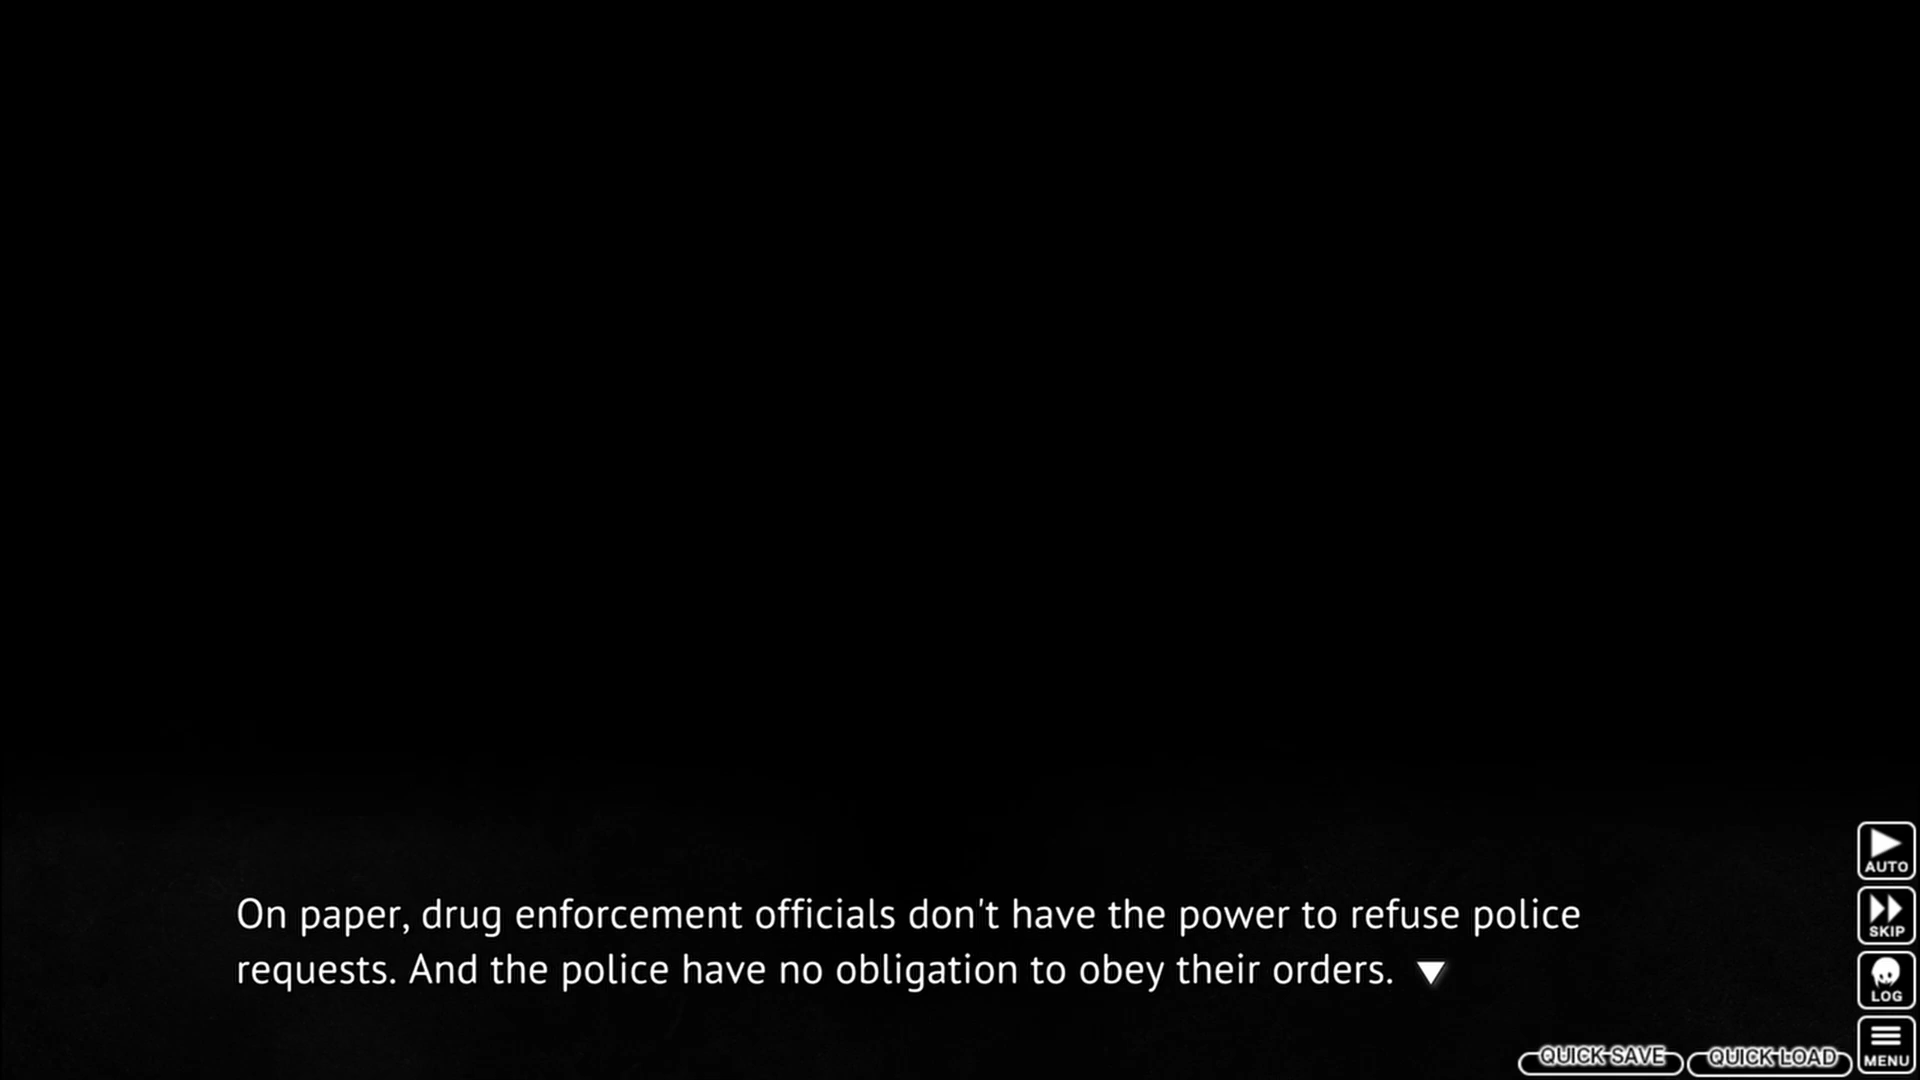 On paper, drug enforcement officials don't have the power to refuse police
requests. And the police have no obligation to obey their orders.
AUTO
SKIP
LOG
MENU
QUICK SAVE
QUICK LOAD